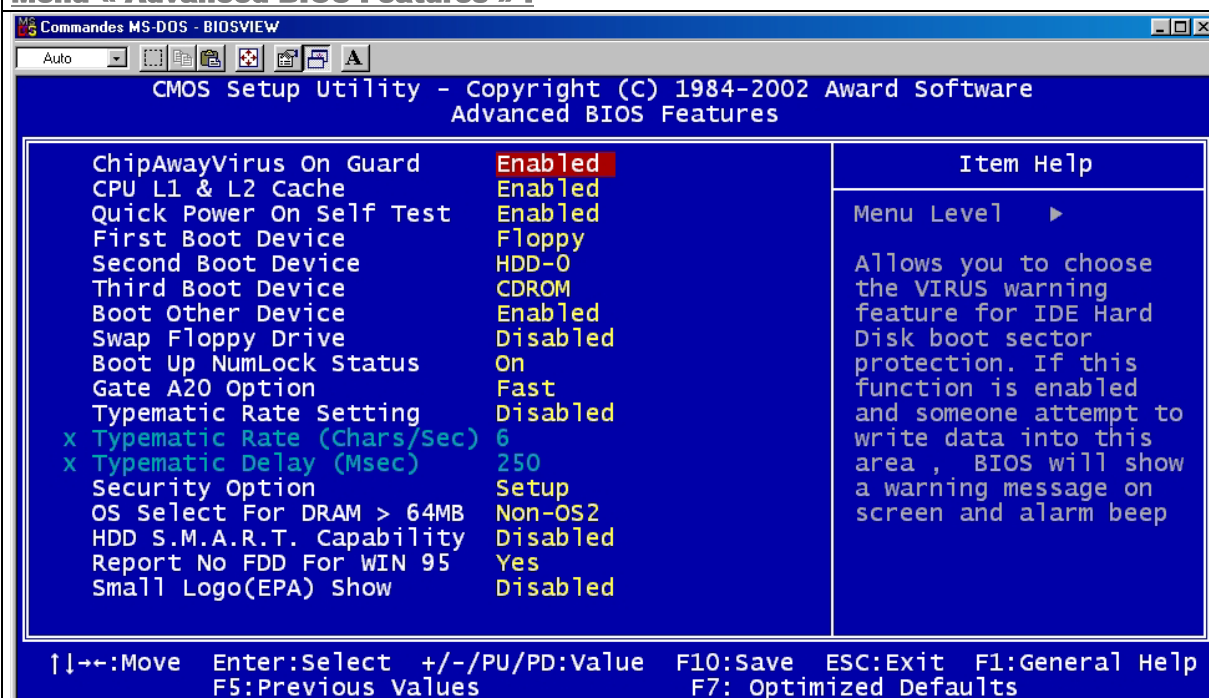 Menu « Advanced BIOS Features » :
Commandes MS-DOS - BIOSVIEW
Auto
A
CMOS Setup Utility - Copyright (C) 1984-2002 Award Software
Advanced BIOS Features
ChipAwayVirus On Guard Enabled
CPU L1 & L2 Cache Enabled
Quick Power On Self Test Enabled
First Boot Device Floppy
Second Boot Device HDD-0
Third Boot Device CDROM
Boot Other Device Enabled
Swap Floppy Drive Disabled
Boot Up NumLock Status On
Gate A20 Option Fast
Typematic Rate Setting Disabled
x Typematic Rate (Chars/Sec) 6
x Typematic Delay (Msec) 250
Security Option Setup
OS Select For DRAM > 64MB Non-OS2
HDD S.M.A.R.T. Capability Disabled
Report No FDD For WIN 95 Yes
Small Logo(EPA) Show Disabled
Item Help
Menu Level ▶
Allows you to choose
the VIRUS warning
feature for IDE Hard
Disk boot sector
protection. If this
function is enabled
and someone attempt to
write data into this
area , BIOS will show
a warning message on
screen and alarm beep
↑↓→←:Move Enter:Select +/-/PU/PD:Value F10:Save ESC:Exit F1:General Help
F5:Previous Values F7: Optimized Defaults